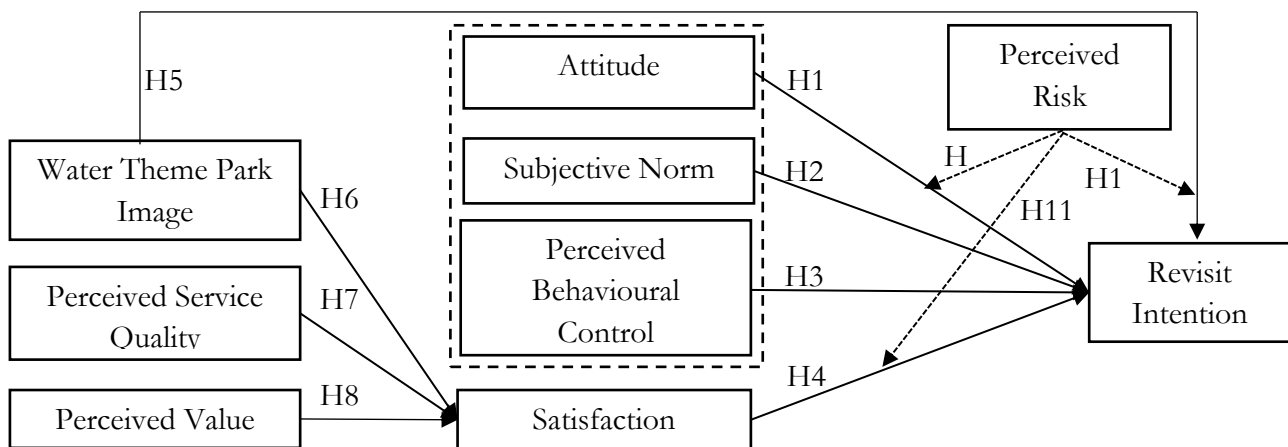 H5
Water Theme Park
Image
Perceived Service
Quality
Perceived Value
H6
H7
H8
Attitude
Subjective Norm
Perceived
Behavioural
Control
Satisfaction
H1
H2
H3
H4
Perceived
Risk
H
H1
H11
Revisit
Intention